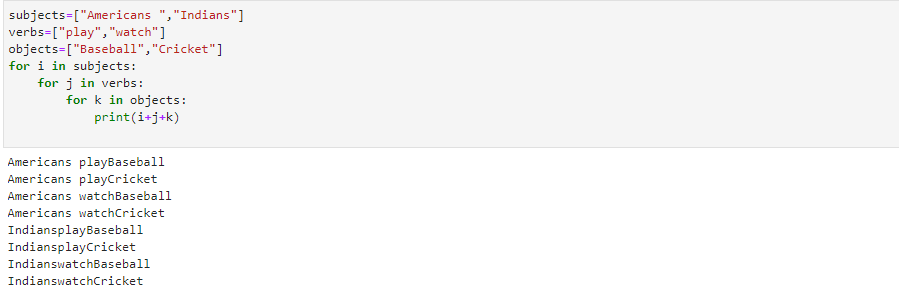 subjects=["Americans ","Indians"]
verbs=["play","watch"]
objects=["Baseball","Cricket"]
for i in subjects:
    for j in verbs:
        for k in objects:
            print(i+j+k)
Americans playBaseball
Americans playCricket
Americans watchBaseball
Americans watchCricket
IndiansplayBaseball
IndiansplayCricket
IndianswatchBaseball
IndianswatchCricket